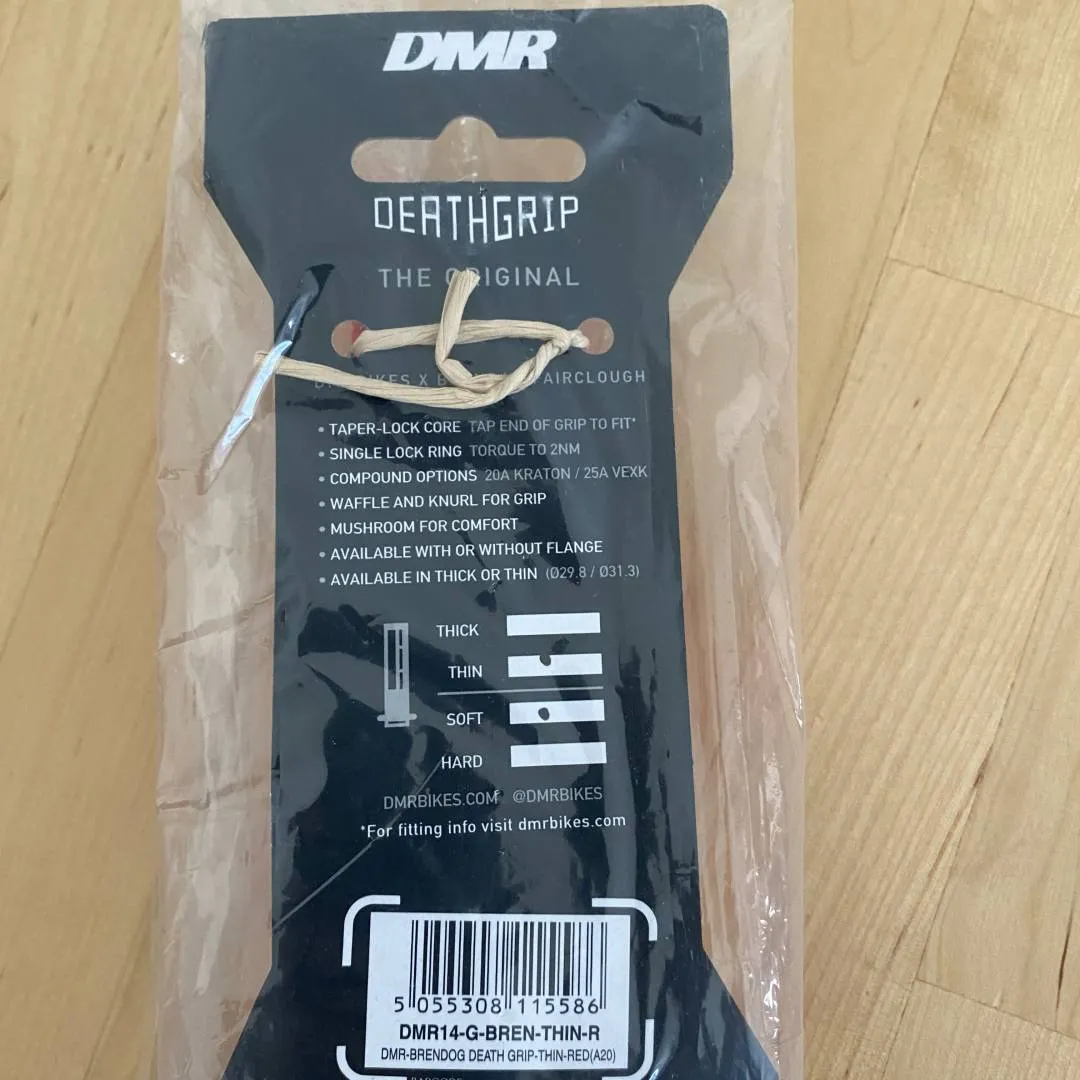 DMR
DEATHGRIP
THE ORIGINAL
X AIRCLOUGH
• TAPER-LOCK CORE TAP END OF GRIP TO FIT*
• SINGLE LOCK RING TORQUE TO 2NM
• COMPOUND OPTIONS 20A KRATON / 25A VEXK
• WAFFLE AND KNURL FOR GRIP
• MUSHROOM FOR COMFORT
• AVAILABLE WITH OR WITHOUT FLANGE
• AVAILABLE IN THICK OR THIN (Ø29.8 / Ø31.3)
THICK
THIN
SOFT
HARD
DMRBIKES.COM @DMRBIKES
*For fitting info visit dmrbikes.com
5 055308 115586
DMR14-G-BREN-THIN-R
DMR-BRENDOG DEATH GRIP-THIN-RED(A20)